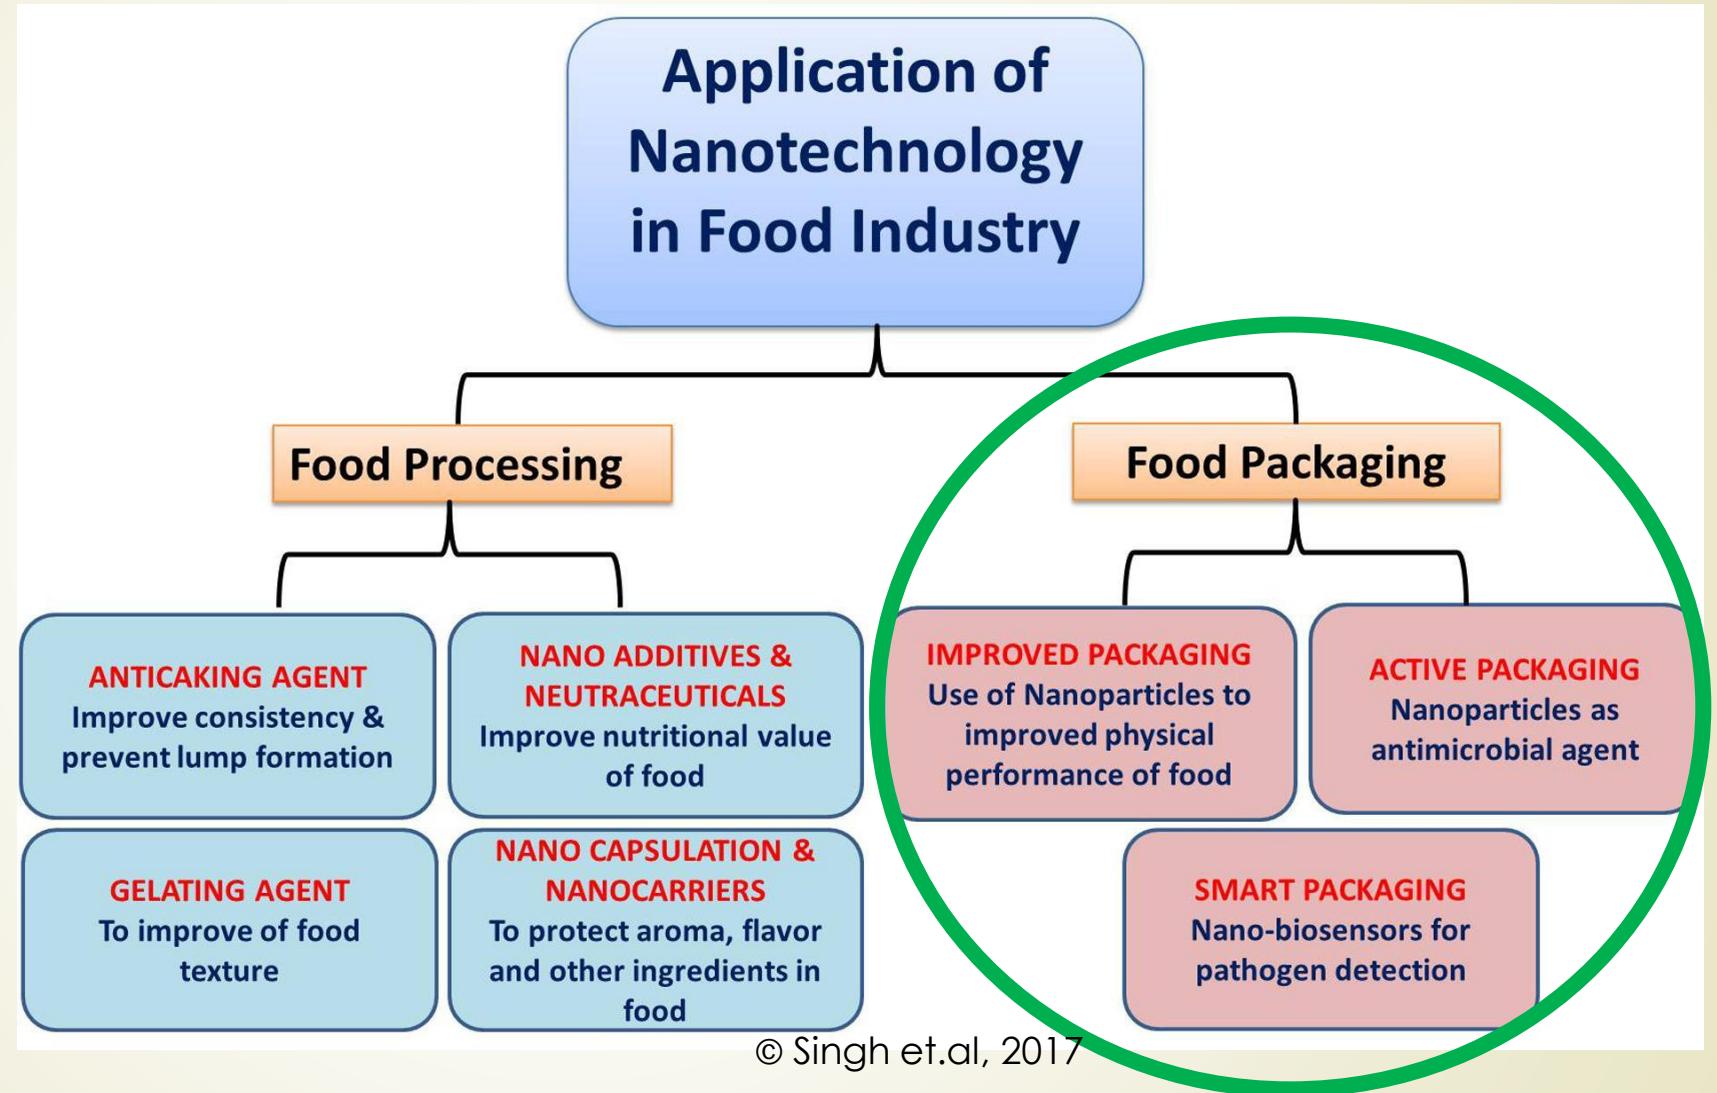 Application of
Nanotechnology
in Food Industry
Food Processing
Food Packaging
ANTICAKING AGENT
Improve consistency &
prevent lump formation
NANO ADDITIVES &
NEUTRACEUTICALS
Improve nutritional value
of food
IMPROVED PACKAGING
Use of Nanoparticles to
improved physical
performance of food
ACTIVE PACKAGING
Nanoparticles as
antimicrobial agent
GELATING AGENT
To improve of food
texture
NANO CAPSULATION &
NANOCARRIERS
To protect aroma, flavor
and other ingredients in
food
SMART PACKAGING
Nano-biosensors for
pathogen detection
© Singh et.al, 2017